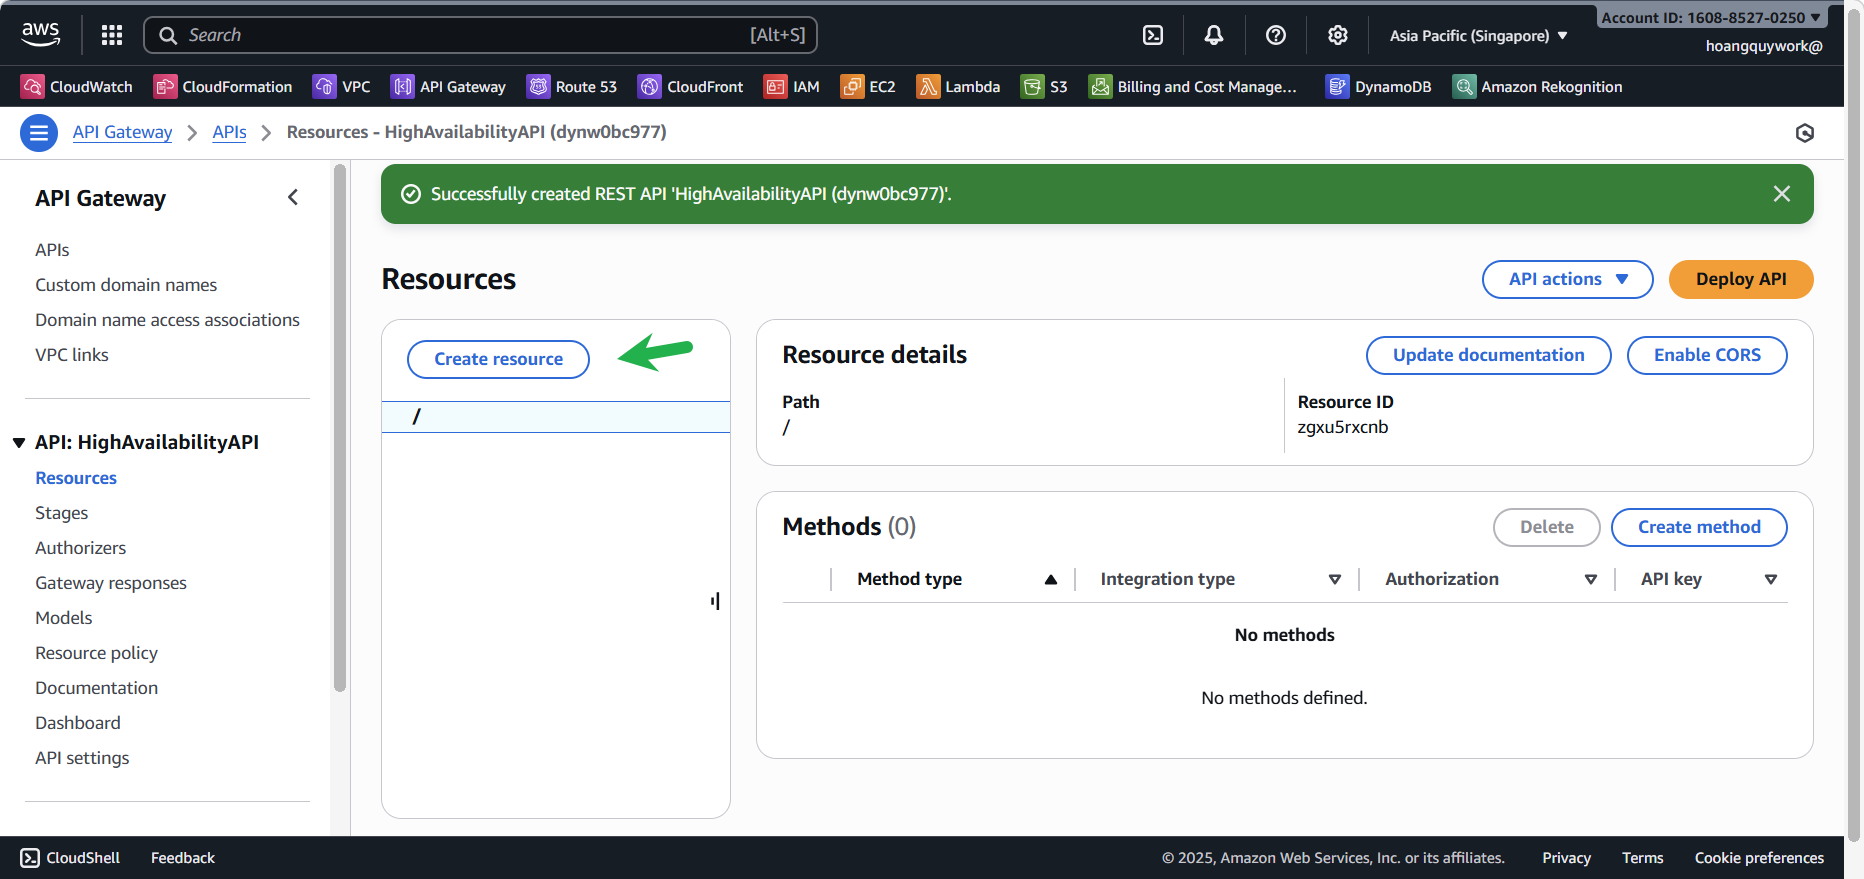 aws
Search [Alt+S]
Asia Pacific (Singapore)
Account ID: 1608-8527-0250
hoangquywork@
CloudWatch CloudFormation VPC API Gateway Route 53 CloudFront IAM EC2 Lambda S3 Billing and Cost Manage... DynamoDB Amazon Rekognition
API Gateway APIs Resources - HighAvailabilityAPI (dynw0bc977)
API Gateway
APIs
Custom domain names
Domain name access associations
VPC links
API: HighAvailabilityAPI
Resources
Stages
Authorizers
Gateway responses
Models
Resource policy
Documentation
Dashboard
API settings
Successfully created REST API 'HighAvailabilityAPI (dynw0bc977)'.
Resources
API actions Deploy API
Create resource
/
Resource details
Update documentation Enable CORS
Path
/
Resource ID
zgxu5rxcnb
Methods (0)
Delete Create method
Method type Integration type Authorization API key
No methods
No methods defined.
CloudShell Feedback © 2025, Amazon Web Services, Inc. or its affiliates. Privacy Terms Cookie preferences